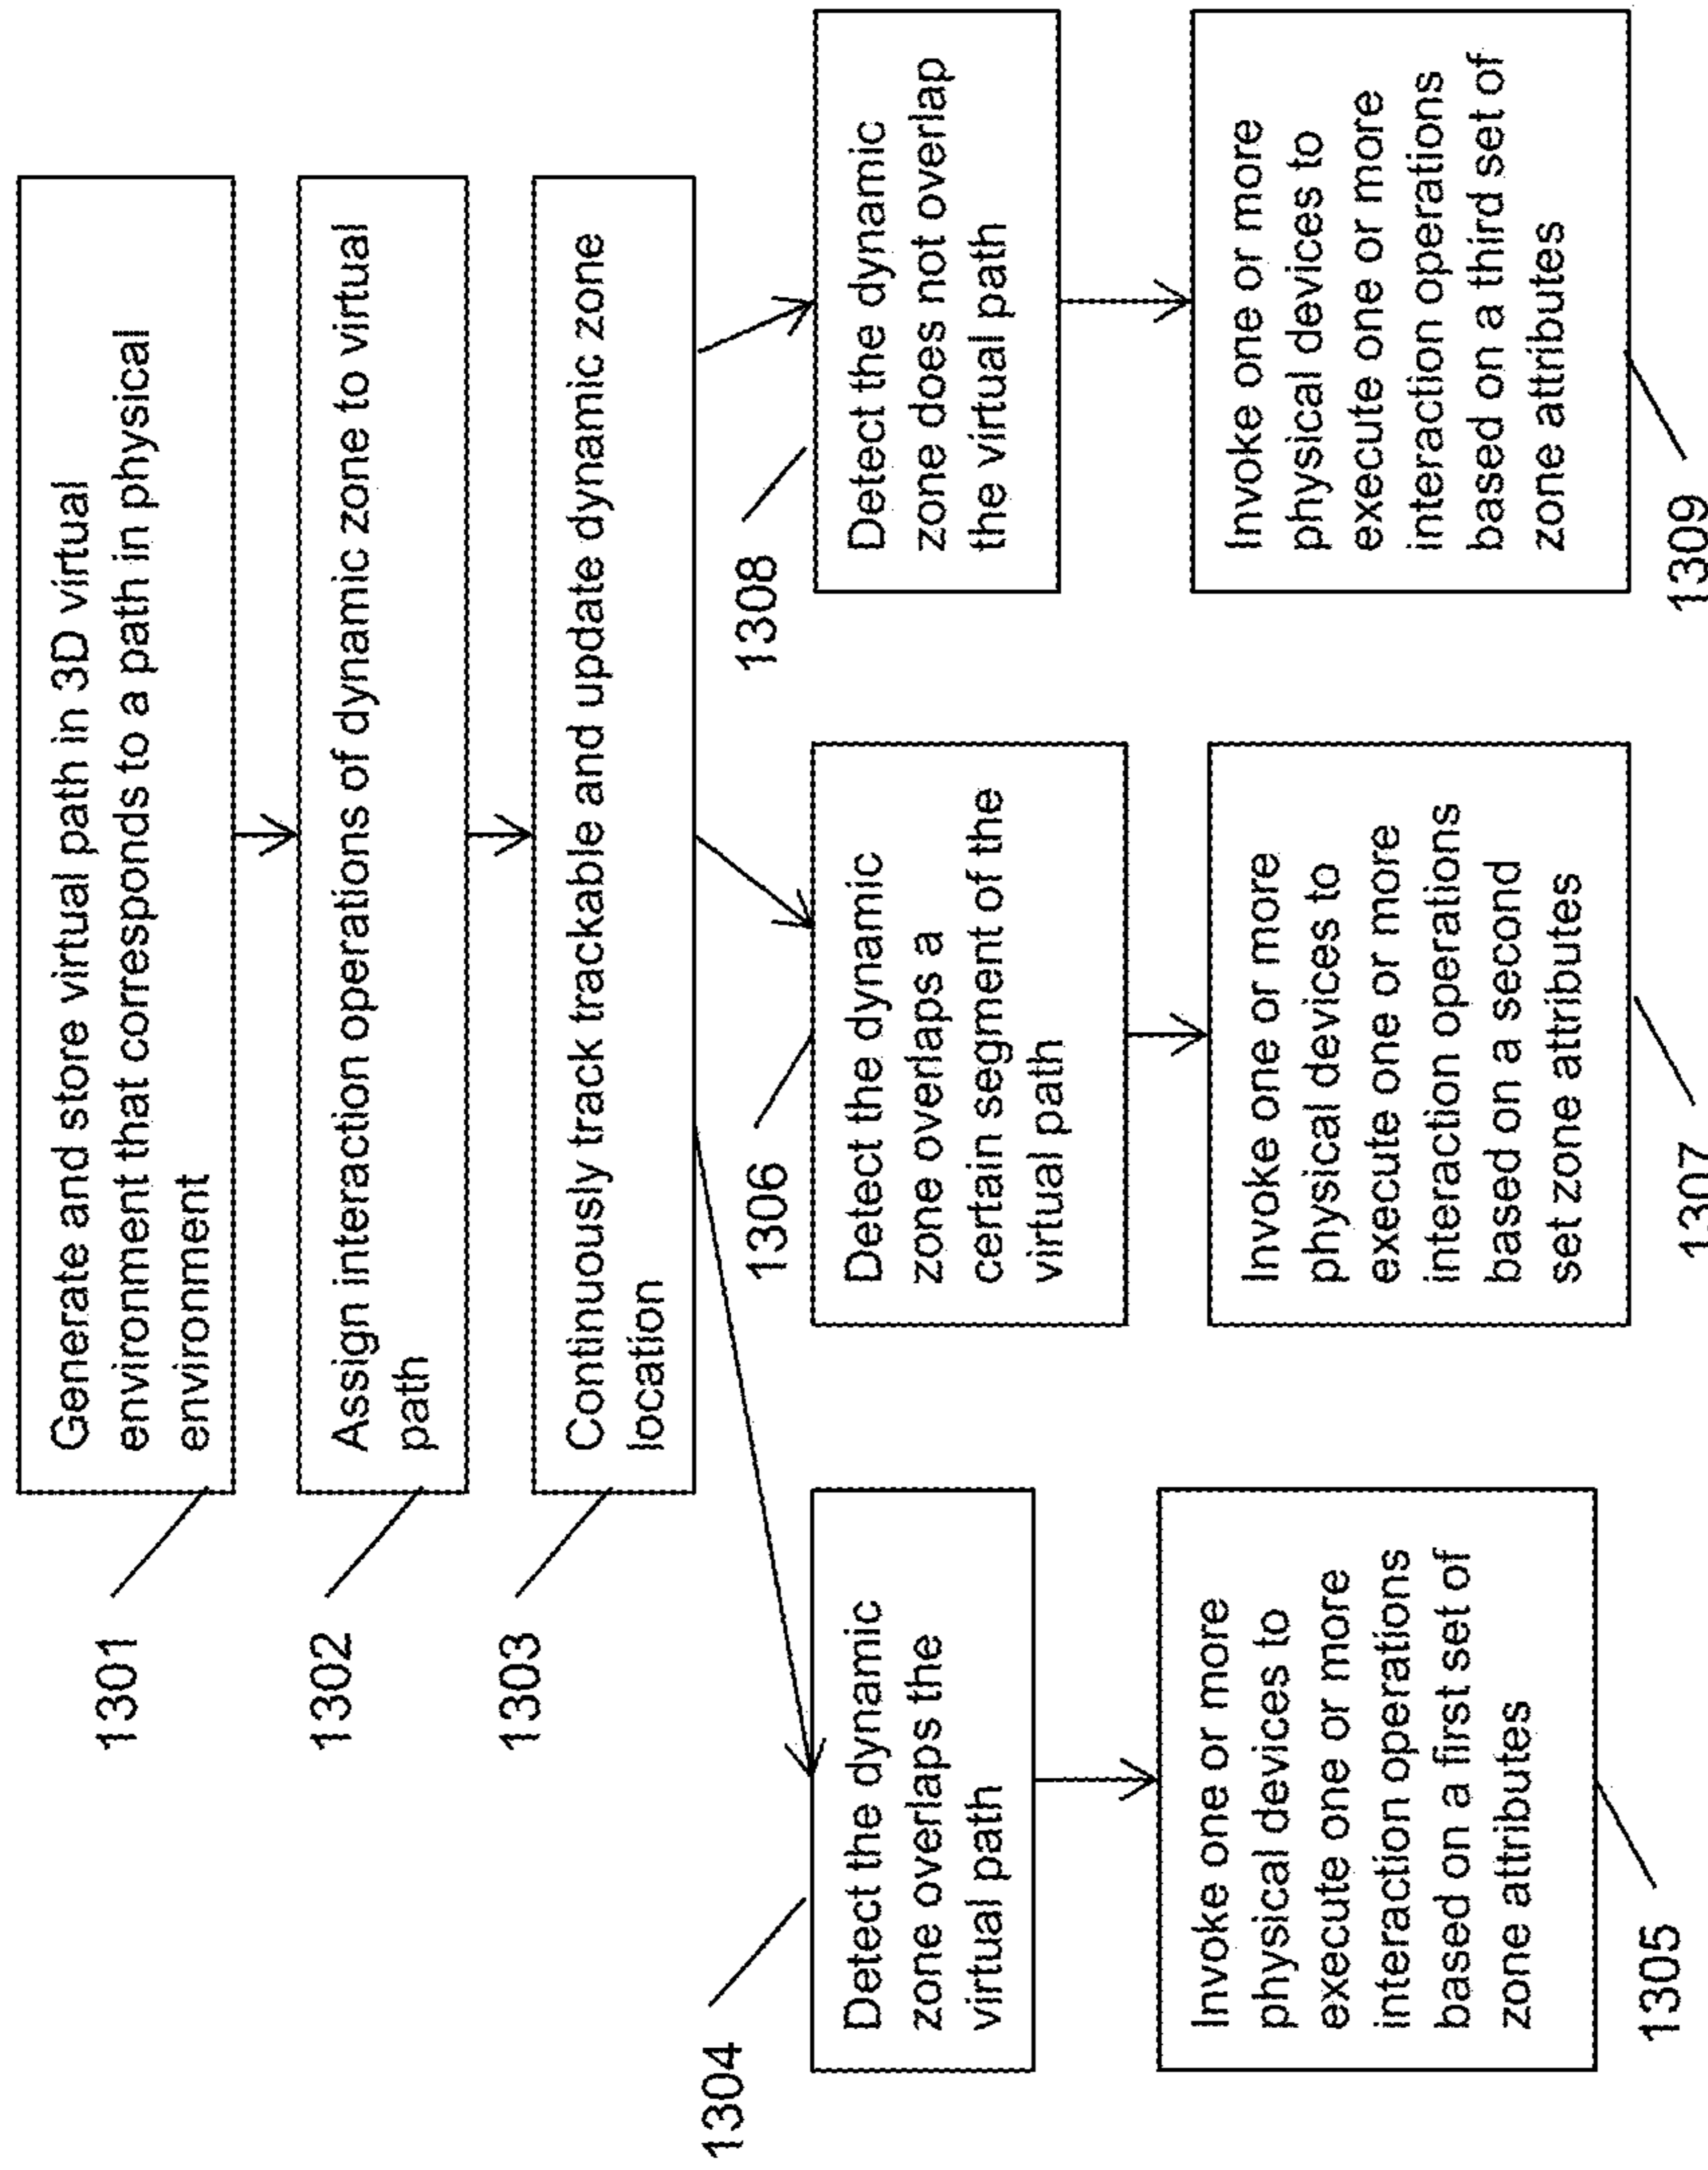 Generate and store virtual path in 3D virtual
environment that corresponds to a path in physical
environment
1301
Assign interaction operations of dynamic zone to virtual
path
1302
Continuously track trackable and update dynamic zone
location
1303
1304
Detect the dynamic
zone overlaps the
virtual path
Invoke one or more
physical devices to
execute one or more
interaction operations
based on a first set of
zone attributes
1305
1306
Detect the dynamic
zone overlaps a
certain segment of the
virtual path
Invoke one or more
physical devices to
execute one or more
interaction operations
based on a second
set zone attributes
1307
1308
Detect the dynamic
zone does not overlap
the virtual path
Invoke one or more
physical devices to
execute one or more
interaction operations
based on a third set of
zone attributes
1309